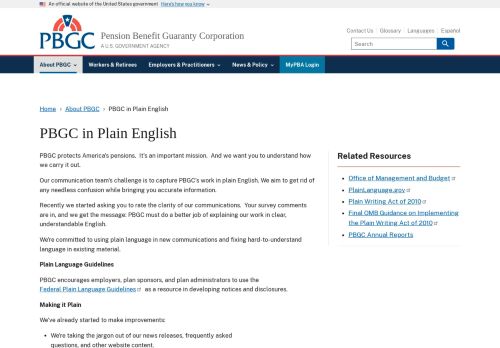 An official website of the United States government Here's how you know
PBGC
Pension Benefit Guaranty Corporation
A U.S. GOVERNMENT AGENCY
Contact Us Glossary Languages Español
Search
About PBGC Workers & Retirees Employers & Practitioners News & Policy MyPBA Login
Home About PBGC PBGC in Plain English
PBGC in Plain English
PBGC protects America's pensions. It's an important mission. And we want you to understand how
we carry it out.
Our communication team's challenge is to capture PBGC's work in plain English. We aim to get rid of
any needless confusion while bringing you accurate information.
Recently we started asking you to rate the clarity of our communications. Your survey comments
are in, and we get the message: PBGC must do a better job of explaining our work in clear,
understandable English.
We're committed to using plain language in new communications and fixing hard-to-understand
language in existing material.
Plain Language Guidelines
PBGC encourages employers, plan sponsors, and plan administrators to use the
Federal Plain Language Guidelines as a resource in developing notices and disclosures.
Making it Plain
We've already started to make improvements:
• We're taking the jargon out of our news releases, frequently asked
questions, and other website content.
Related Resources
• Office of Management and Budget
• PlainLanguage.gov
• Plain Writing Act of 2010
• Final OMB Guidance on Implementing
the Plain Writing Act of 2010
• PBGC Annual Reports